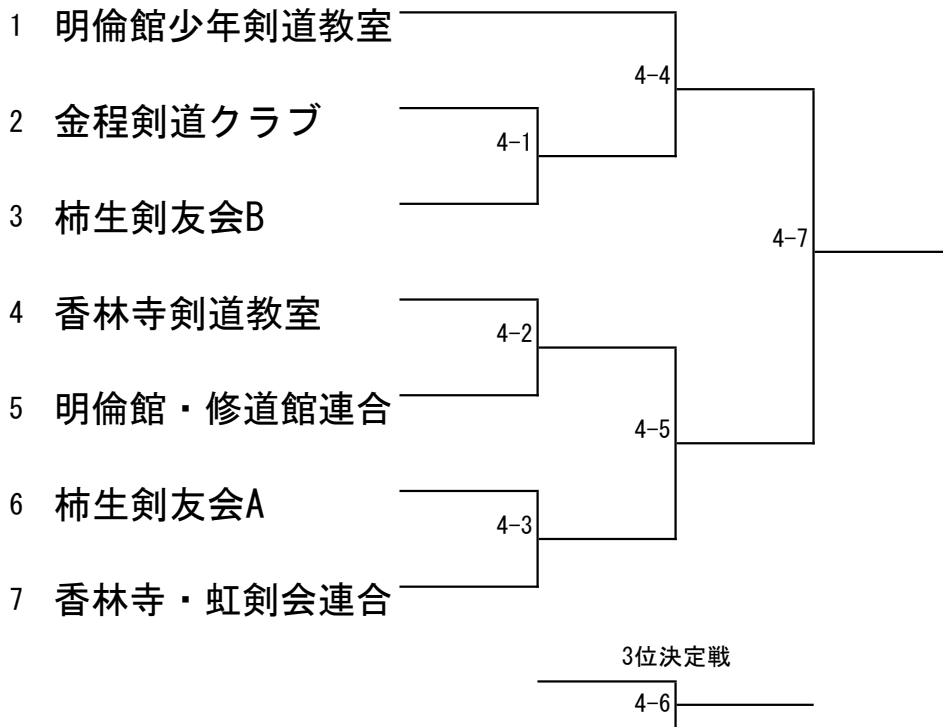 1 明倫館少年剣道教室
4-4
2 金程剣道クラブ
4-1
3 柿生剣友会B
4-7
4 香林寺剣道教室
4-2
5 明倫館・修道館連合
4-5
6 柿生剣友会A
4-3
7 香林寺・虹剣会連合
3位決定戦
4-6